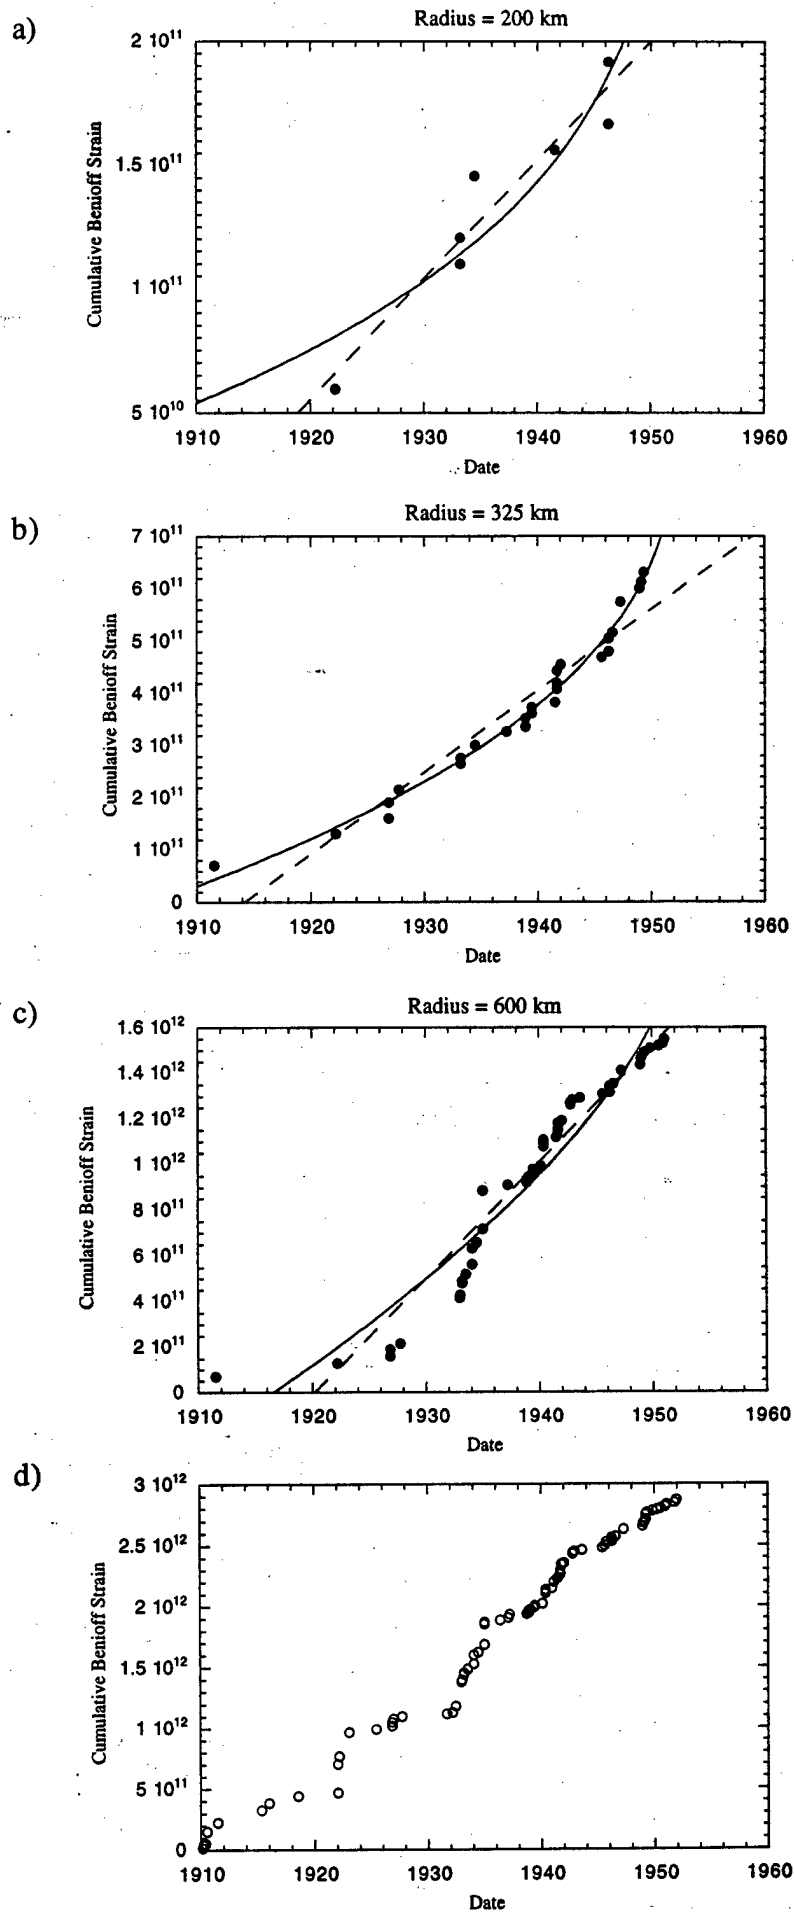 a)
Radius = 200 km
2 10¹¹
1.5 10¹¹
1 10¹¹
5 10¹⁰
Cumulative Benioff Strain
1910 1920 1930 1940 1950 1960
Date
b)
Radius = 325 km
7 10¹¹
6 10¹¹
5 10¹¹
4 10¹¹
3 10¹¹
2 10¹¹
1 10¹¹
0
Cumulative Benioff Strain
1910 1920 1930 1940 1950 1960
Date
c)
Radius = 600 km
1.6 10¹²
1.4 10¹²
1.2 10¹²
1 10¹²
8 10¹¹
6 10¹¹
4 10¹¹
2 10¹¹
0
Cumulative Benioff Strain
1910 1920 1930 1940 1950 1960
Date
d)
3 10¹²
2.5 10¹²
2 10¹²
1.5 10¹²
1 10¹²
5 10¹¹
0
Cumulative Benioff Strain
1910 1920 1930 1940 1950 1960
Date